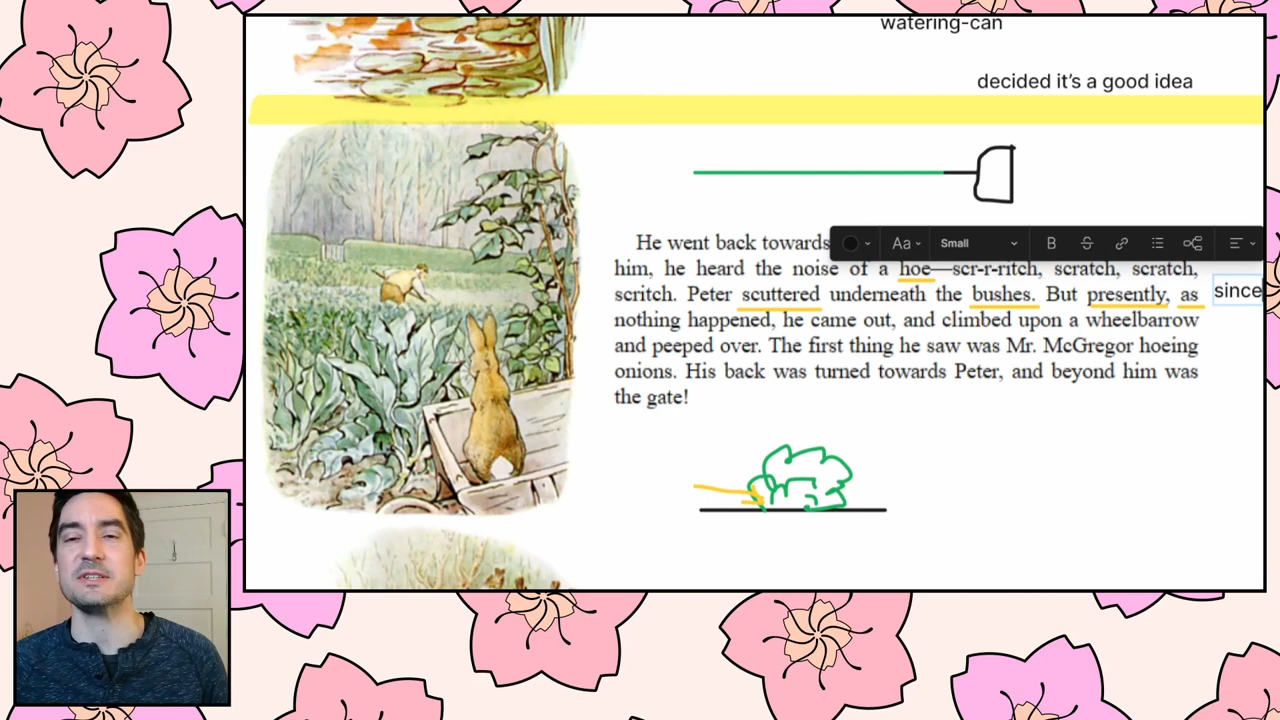 watering-can
decided it's a good idea
Aa Small B S
He went back towards
him, he heard the noise of a hoe—scr-r-ritch, scratch, scratch,
scritch. Peter scuttered underneath the bushes. But presently, as
since
nothing happened, he came out, and climbed upon a wheelbarrow
and peeped over. The first thing he saw was Mr. McGregor hoeing
onions. His back was turned towards Peter, and beyond him was
the gate!